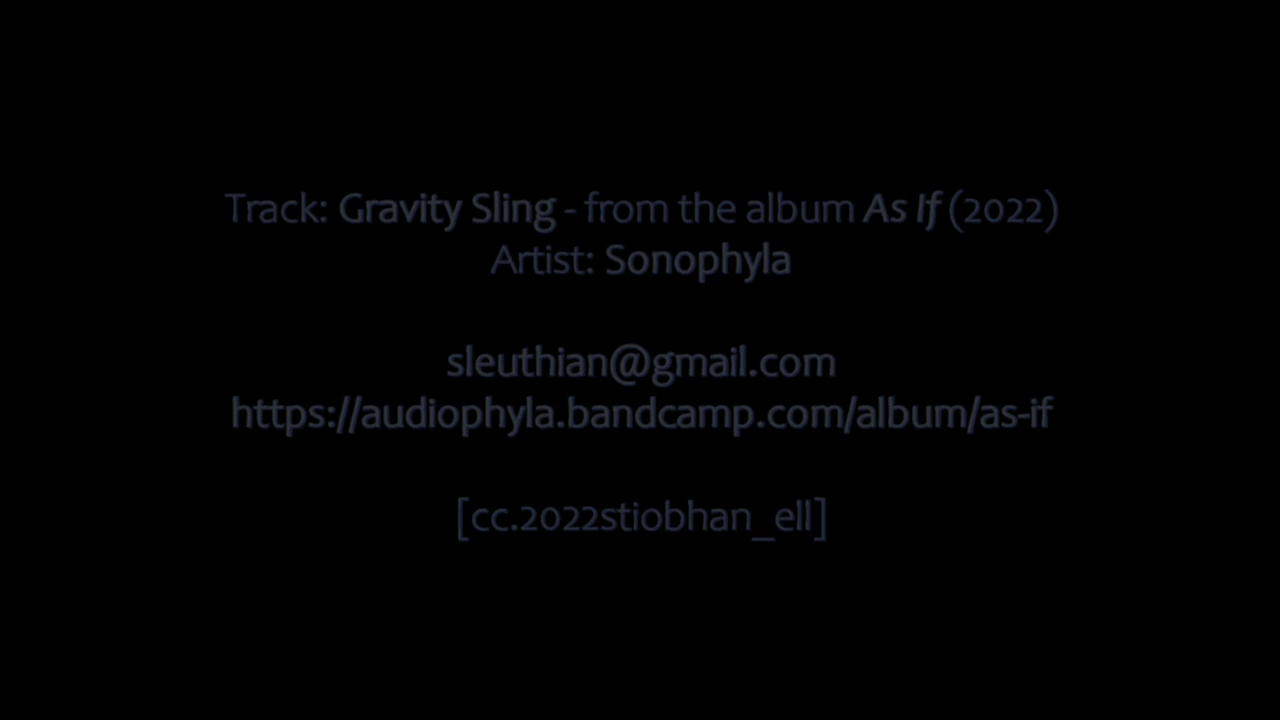 Track: Gravity Sling - from the album As If (2022)
Artist: Sonophyla
sleuthian@gmail.com
https://audiophyla.bandcamp.com/album/as-if
[cc.2022stiobhan_ell]